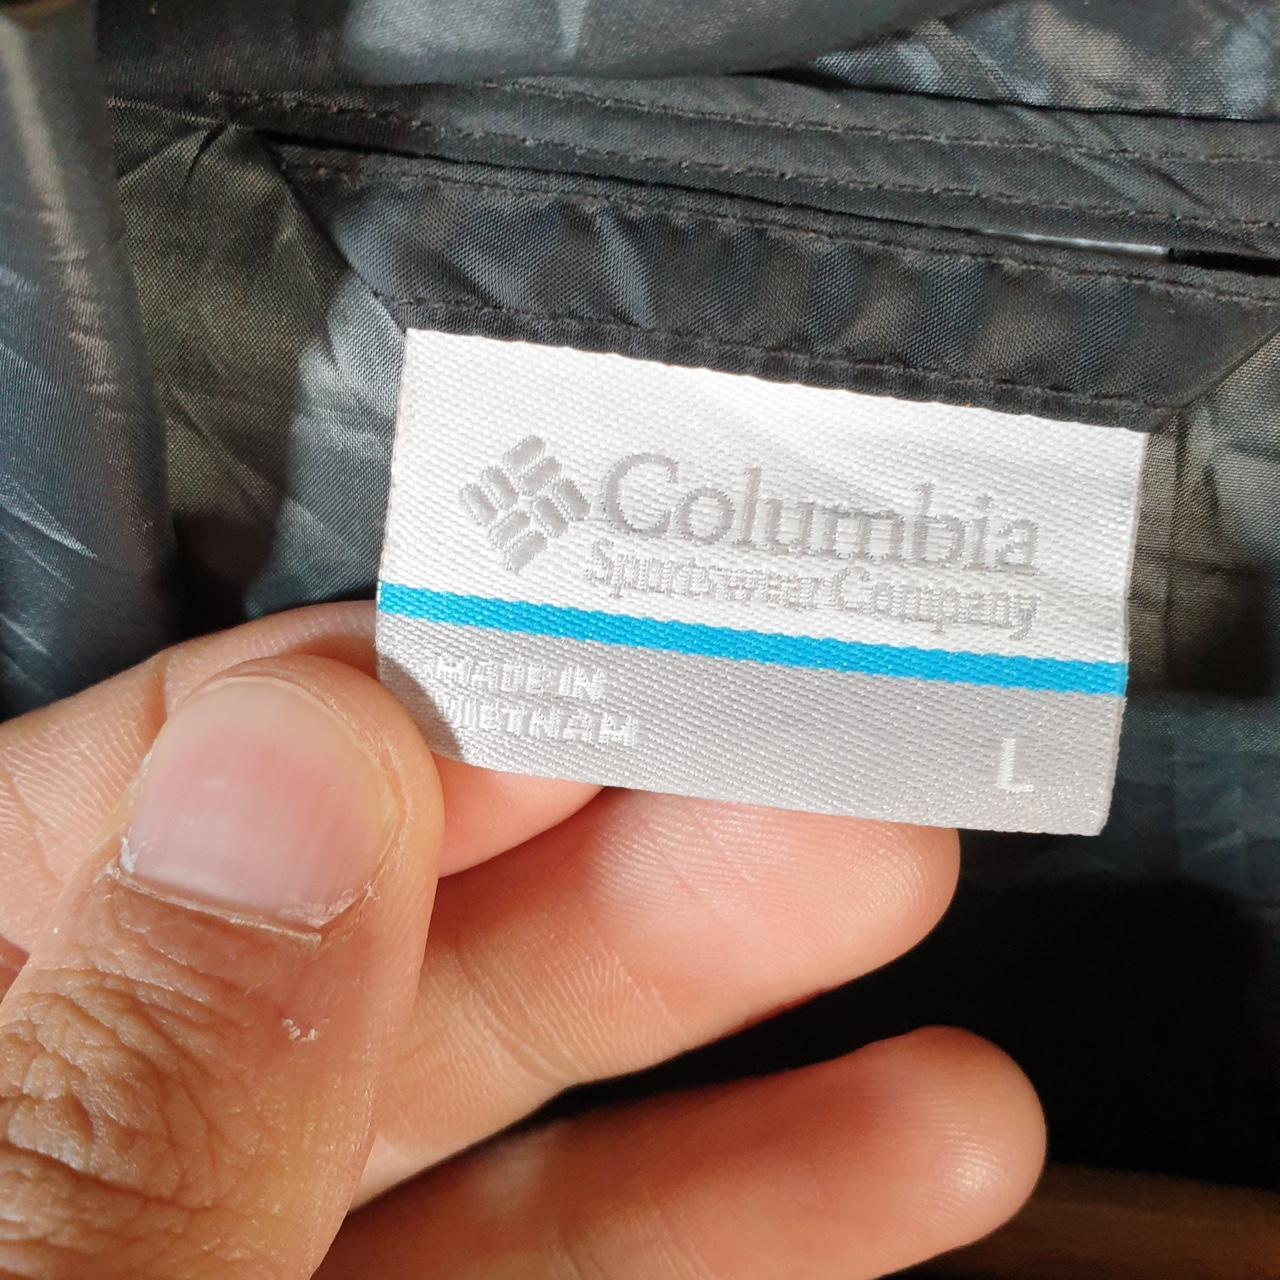 Columbia
Sportswear Company
MADE IN
VIETNAM
L